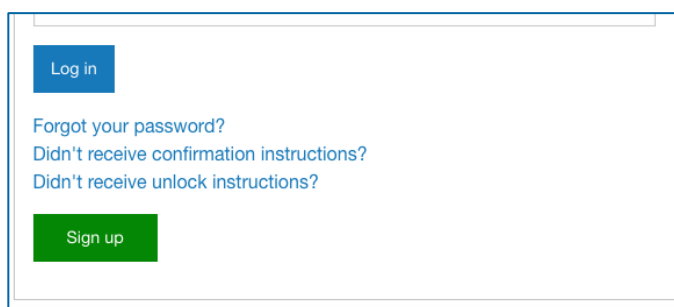 Log in
Forgot your password?
Didn't receive confirmation instructions?
Didn't receive unlock instructions?
Sign up